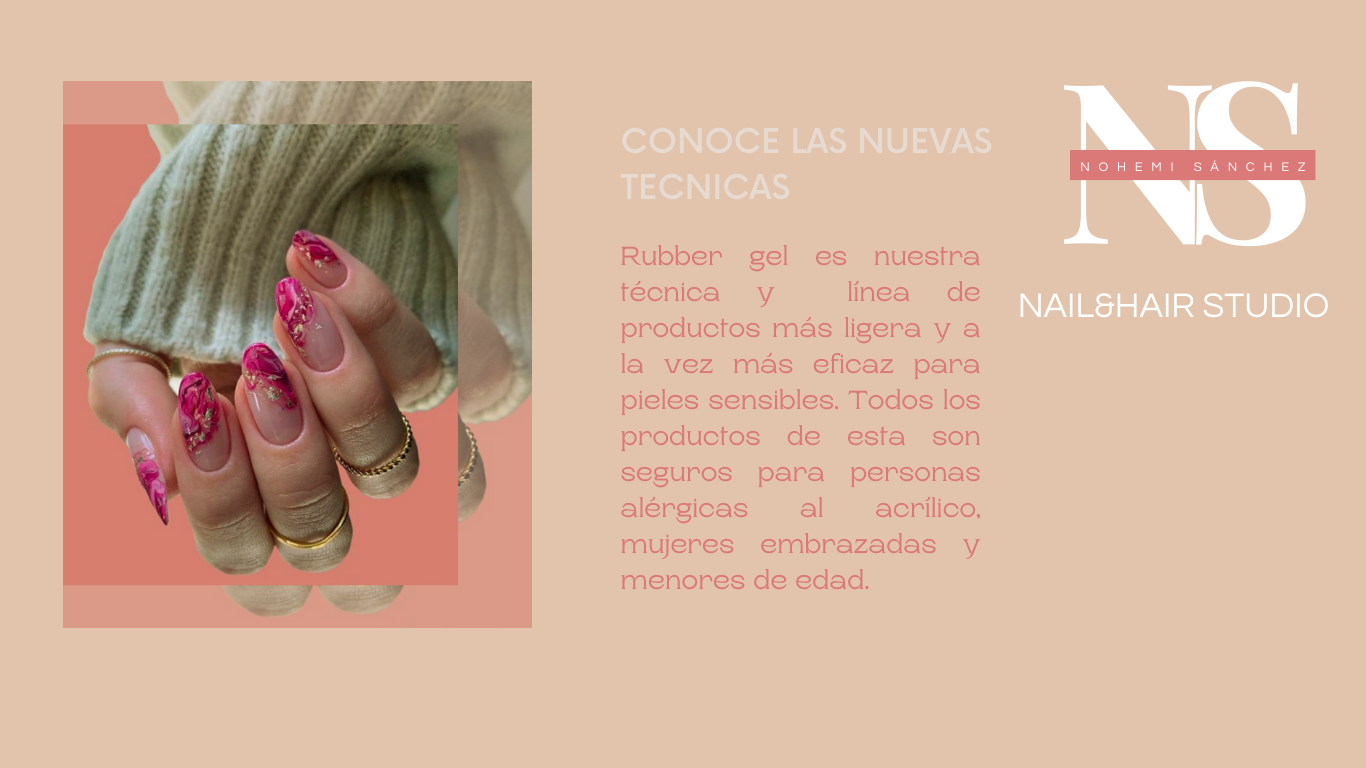 CONOCE LAS NUEVAS
TECNICAS
Rubber gel es nuestra
técnica y línea de
productos más ligera y a
la vez más eficaz para
pieles sensibles. Todos los
productos de esta son
seguros para personas
alérgicas al acrílico,
mujeres embrazadas y
menores de edad.
NS
NOHEMI SÁNCHEZ
NAIL&HAIR STUDIO